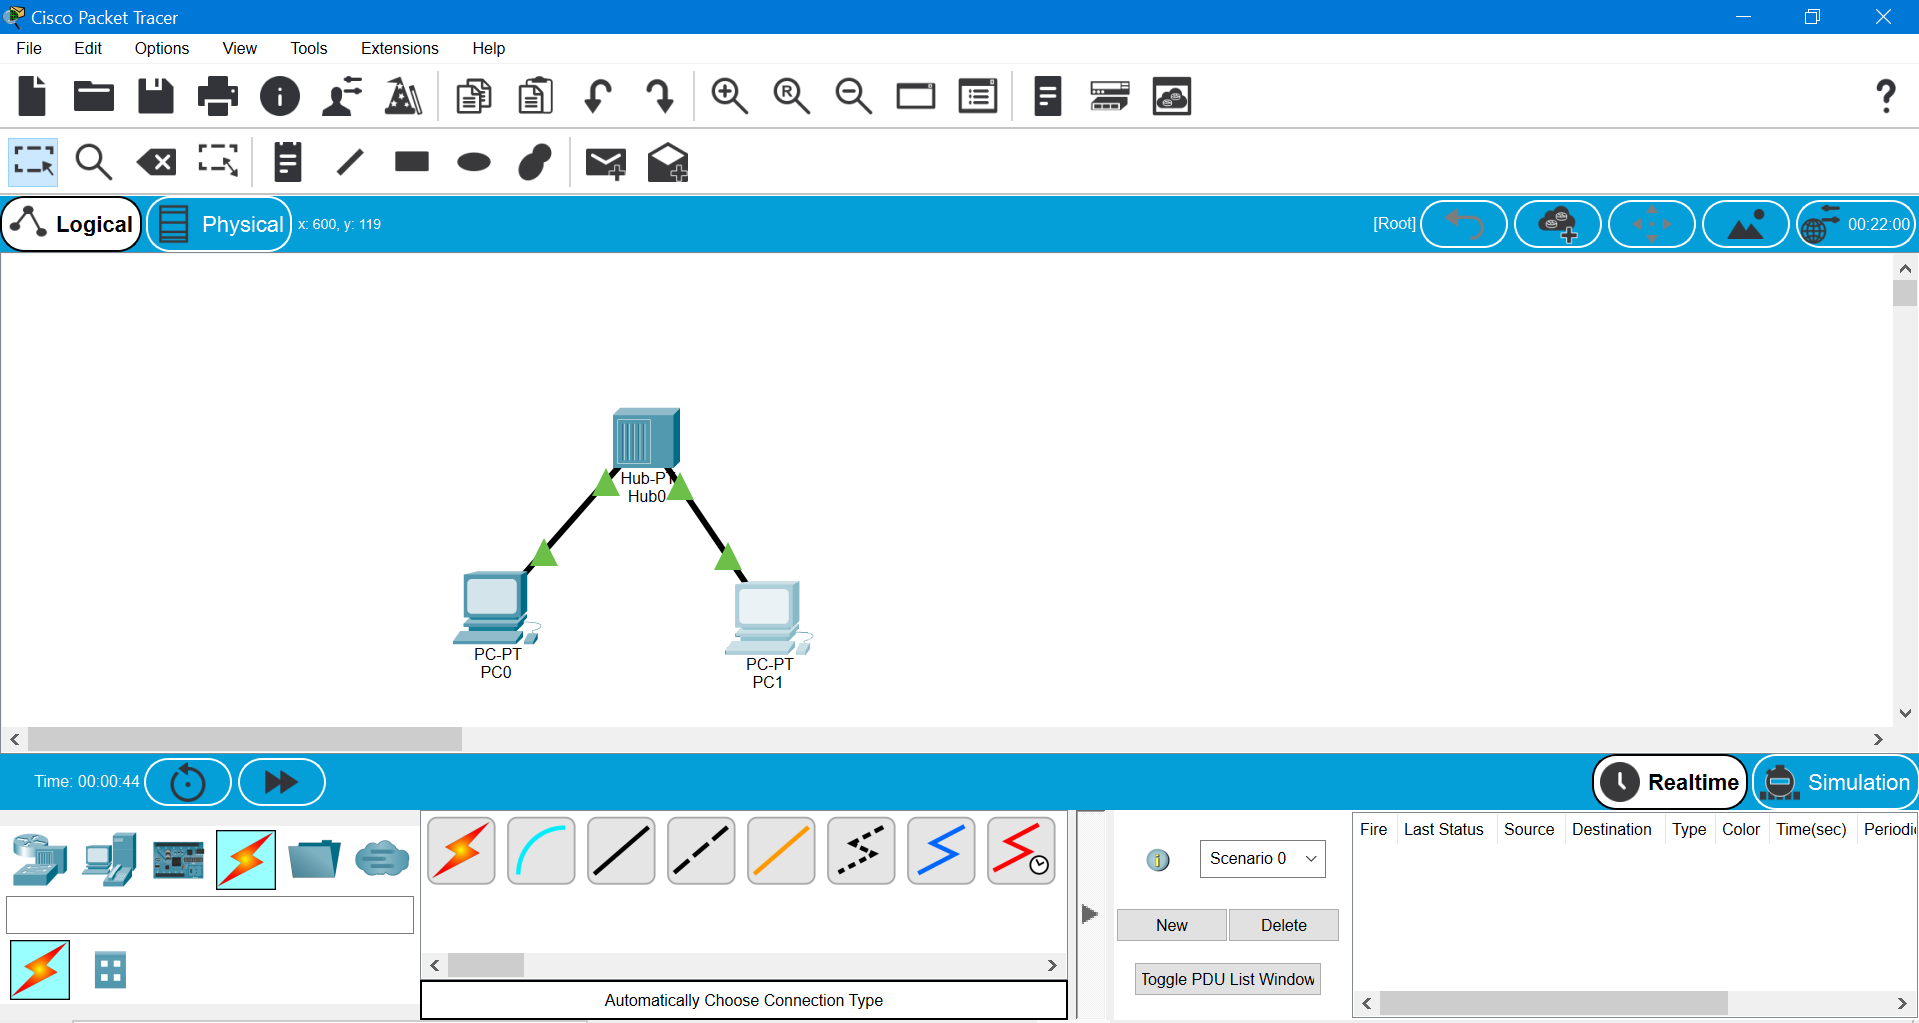 Cisco Packet Tracer
File Edit Options View Tools Extensions Help
R
?
Logical Physical x: 600, y: 119 [Root] 00:22:00
Hub-PT
Hub0
PC-PT
PC0
PC-PT
PC1
Time: 00:00:44 Realtime Simulation
Fire Last Status Source Destination Type Color Time(sec) Periodic
Scenario 0
New Delete
Toggle PDU List Window
Automatically Choose Connection Type